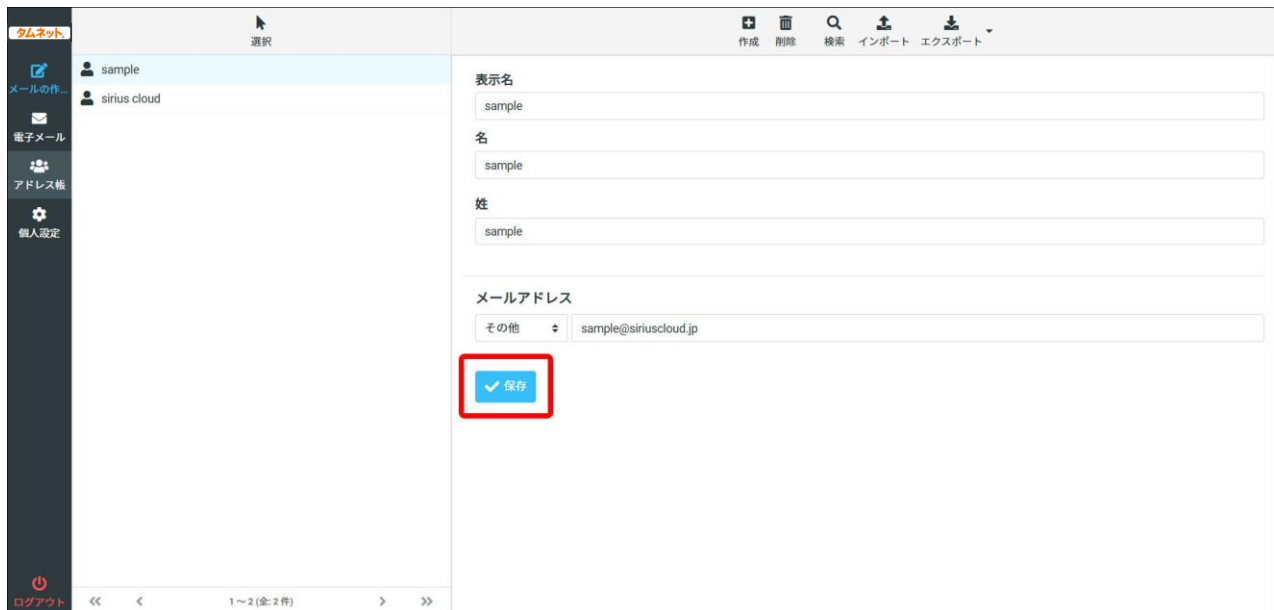 タムネット
メールの作...
電子メール
アドレス帳
個人設定
ログアウト
選択
sample
sirius cloud
1～2 (全: 2 件)
作成 削除 検索 インポート エクスポート
表示名
sample
名
sample
姓
sample
メールアドレス
その他 sample@siriuscloud.jp
保存